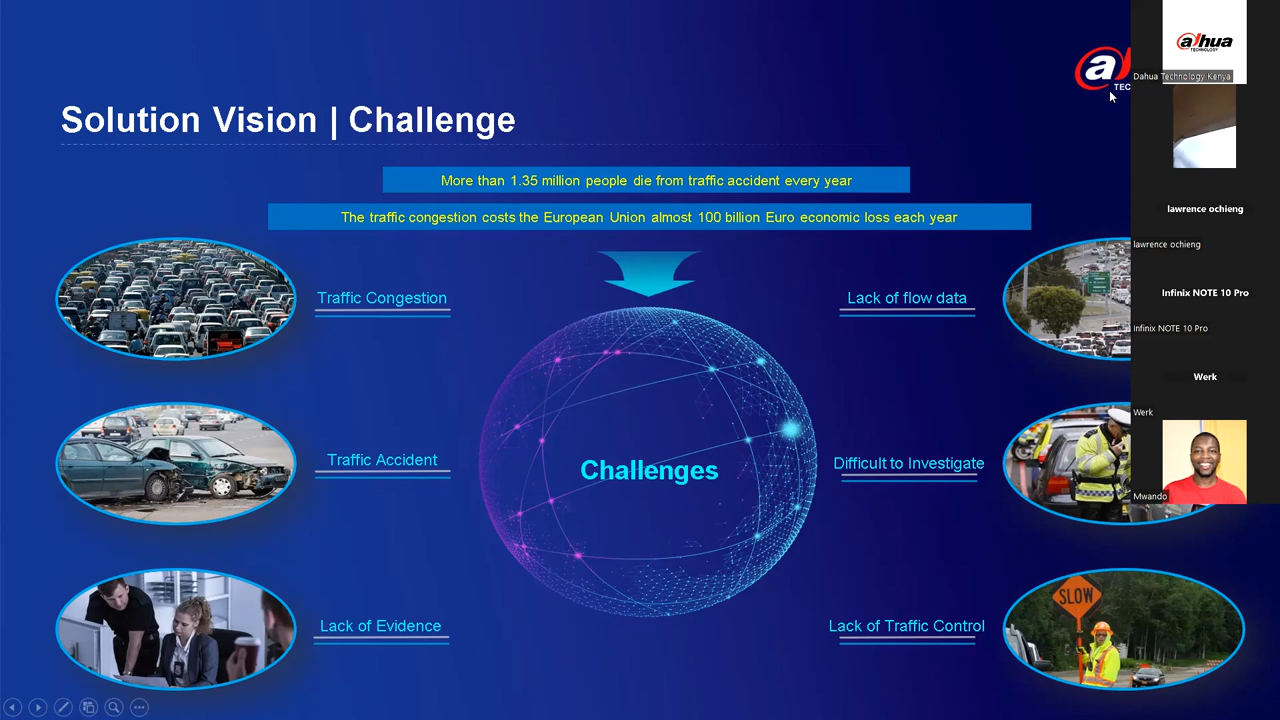 Solution Vision | Challenge
More than 1.35 million people die from traffic accident every year
The traffic congestion costs the European Union almost 100 billion Euro economic loss each year
Traffic Congestion
Lack of flow data
Traffic Accident
Challenges
Difficult to Investigate
Lack of Evidence
Lack of Traffic Control
SLOW
a
TEC
alhua
TECHNOLOGY
Dahua Technology Kenya
lawrence ochieng
lawrence ochieng
Infinix NOTE 10 Pro
Infinix NOTE 10 Pro
Werk
Werk
Mwando